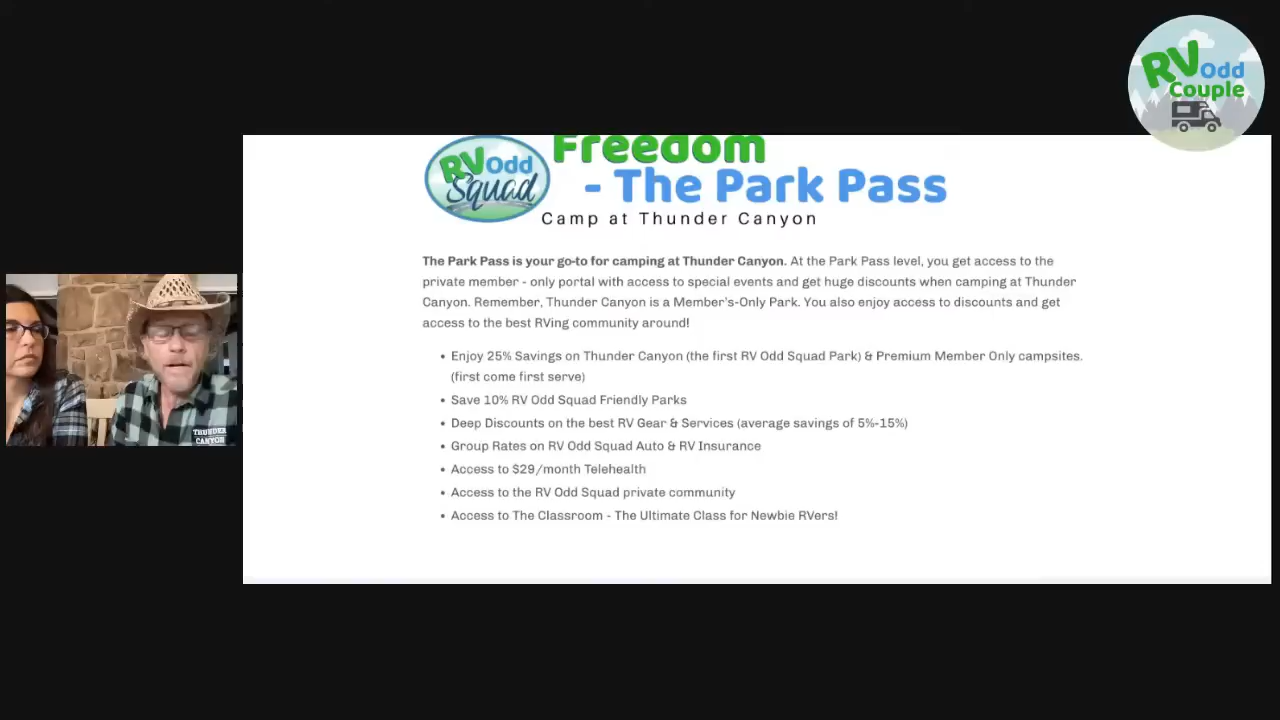 RV Odd
Couple
Freedom
RV Odd
Squad
- The Park Pass
Camp at Thunder Canyon
The Park Pass is your go-to for camping at Thunder Canyon. At the Park Pass level, you get access to the
private member - only portal with access to special events and get huge discounts when camping at Thunder
Canyon. Remember, Thunder Canyon is a Member's-Only Park. You also enjoy access to discounts and get
access to the best RVing community around!
• Enjoy 25% Savings on Thunder Canyon (the first RV Odd Squad Park) & Premium Member Only campsites.
(first come first serve)
• Save 10% RV Odd Squad Friendly Parks
• Deep Discounts on the best RV Gear & Services (average savings of 5%-15%)
• Group Rates on RV Odd Squad Auto & RV Insurance
• Access to $29/month Telehealth
• Access to the RV Odd Squad private community
• Access to The Classroom - The Ultimate Class for Newbie RVers!
THUNDER
CANYON